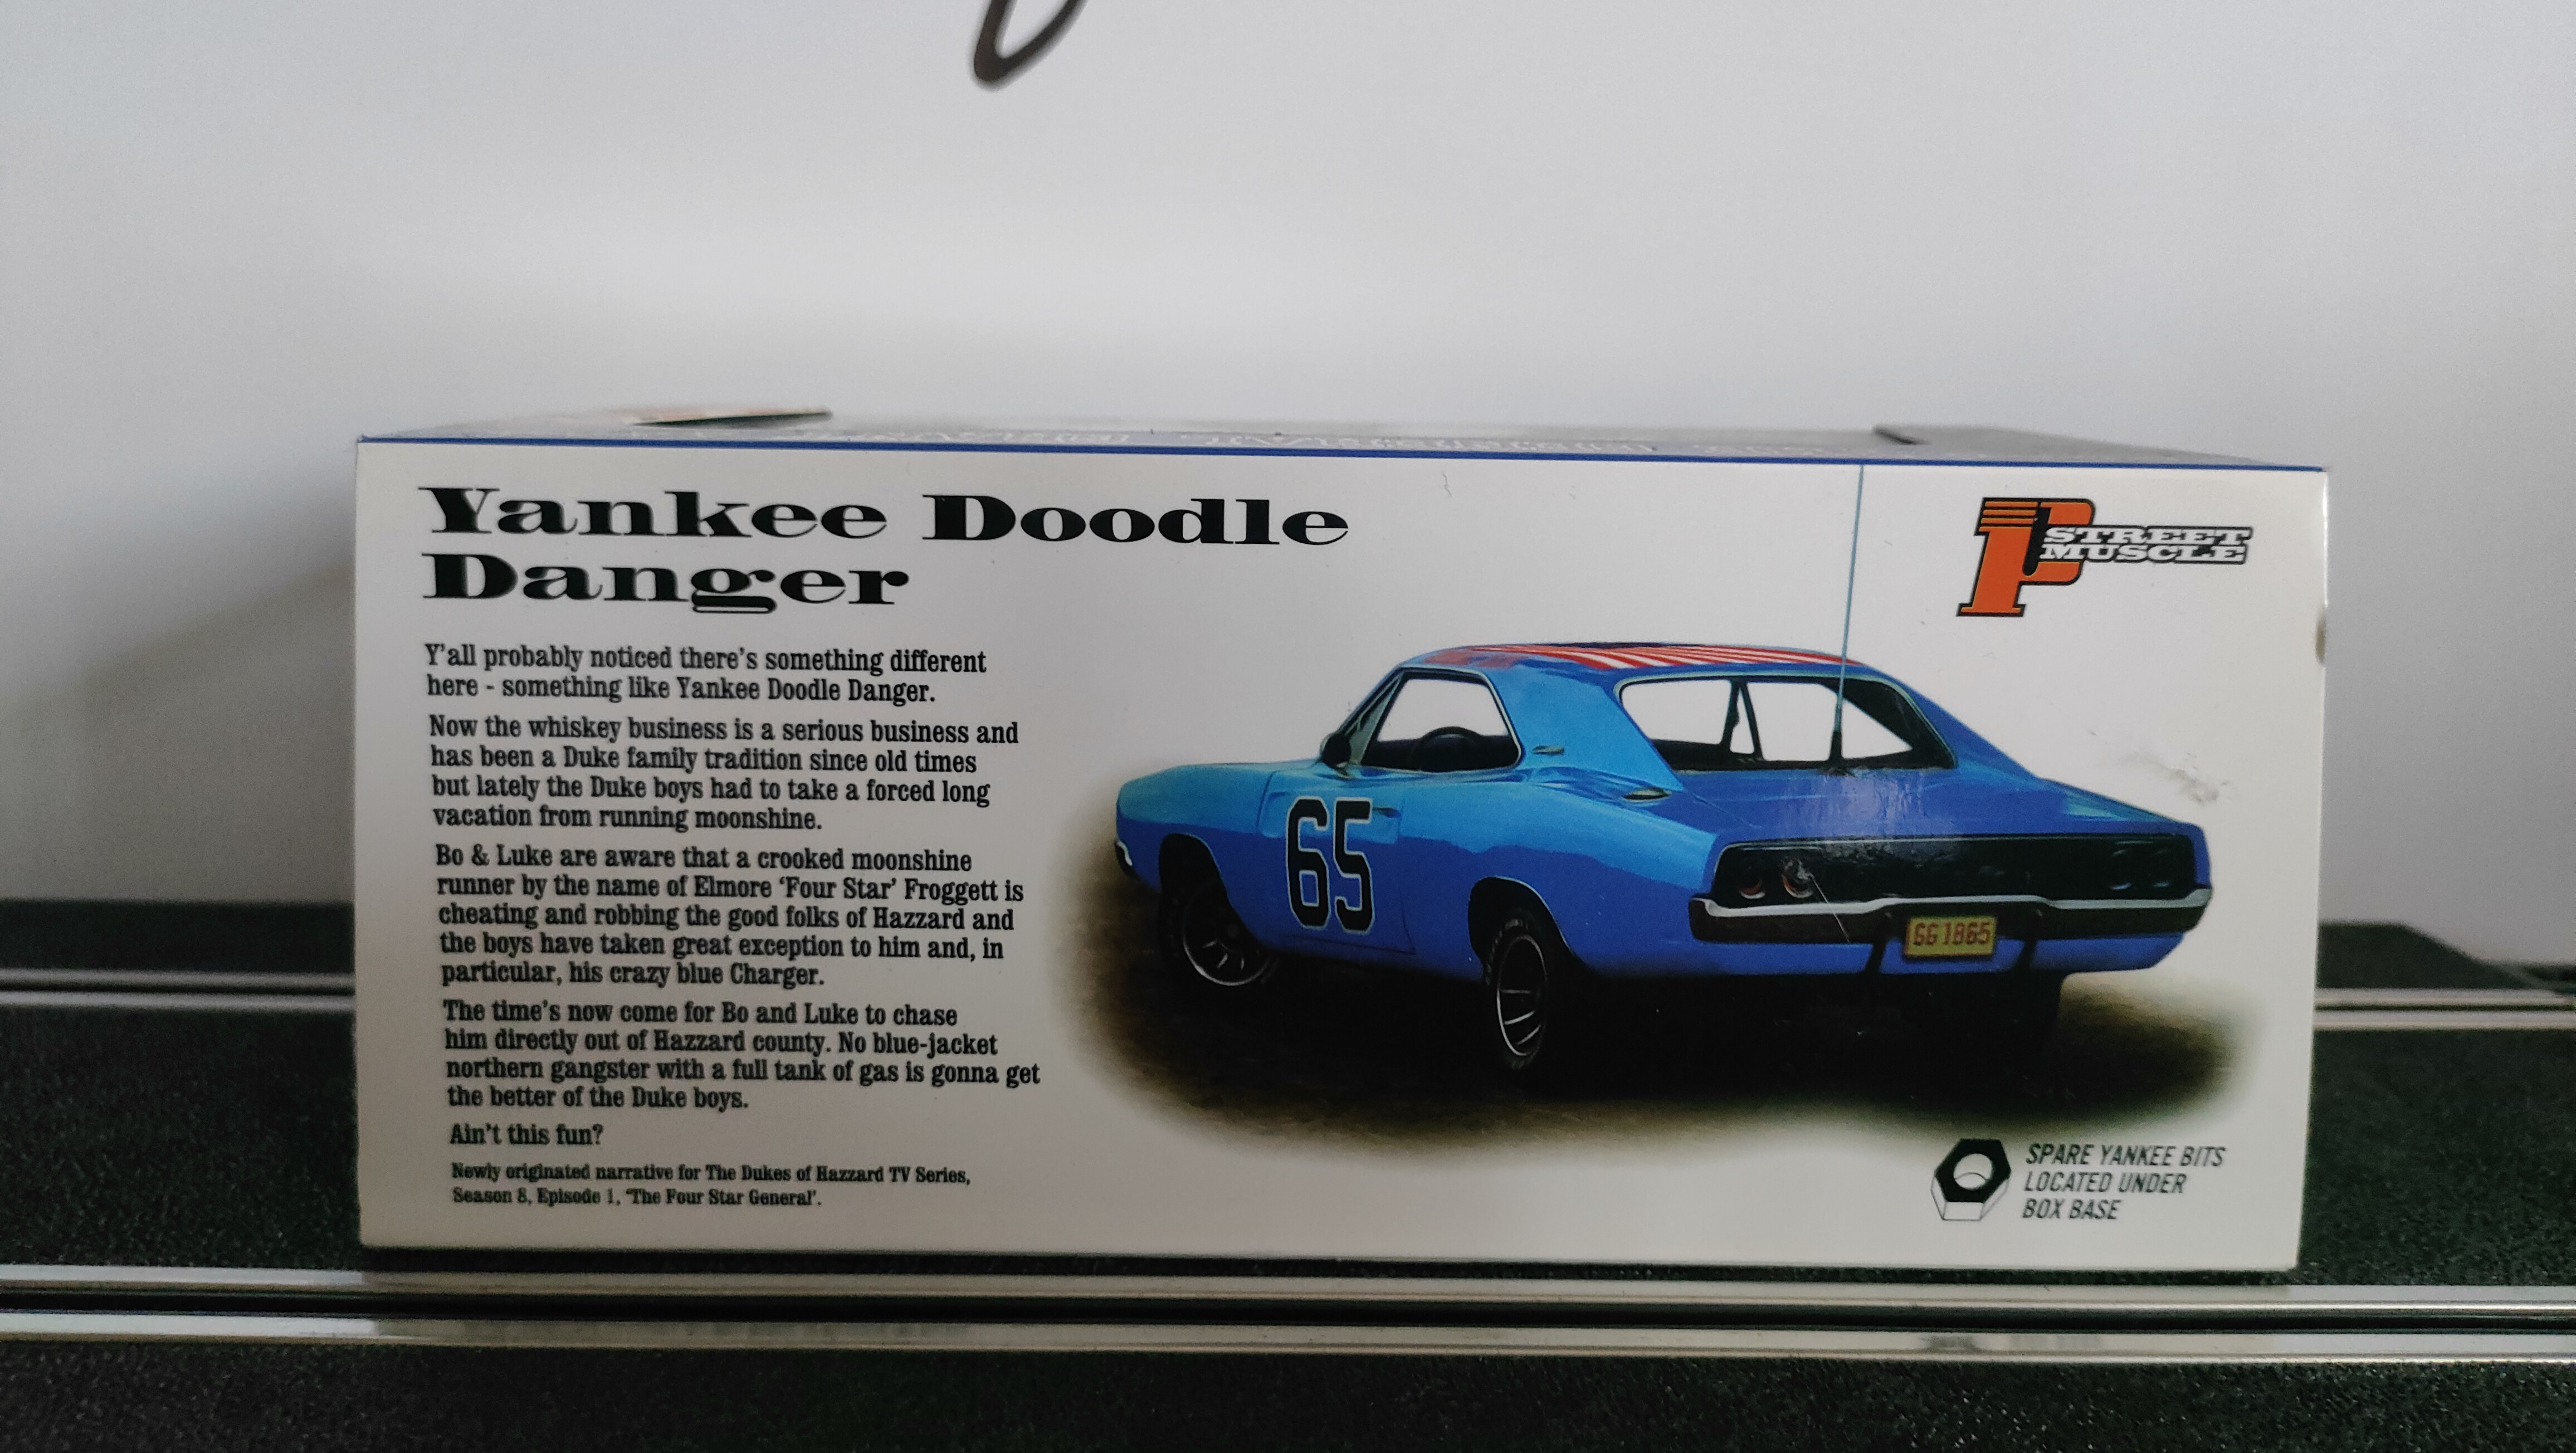 Yankee Doodle
Danger
Y'all probably noticed there's something different
here - something like Yankee Doodle Danger.
Now the whiskey business is a serious business and
has been a Duke family tradition since old times
but lately the Duke boys had to take a forced long
vacation from running moonshine.
Bo & Luke are aware that a crooked moonshine
runner by the name of Elmore 'Four Star' Froggett is
cheating and robbing the good folks of Hazzard and
the boys have taken great exception to him and, in
particular, his crazy blue Charger.
The time's now come for Bo and Luke to chase
him directly out of Hazzard county. No blue-jacket
northern gangster with a full tank of gas is gonna get
the better of the Duke boys.
Ain't this fun?
Newly originated narrative for The Dukes of Hazzard TV Series,
Season 8, Episode 1, 'The Four Star General'.
P STREET
MUSCLE
65
GG 1865
SPARE YANKEE BITS
LOCATED UNDER
BOX BASE